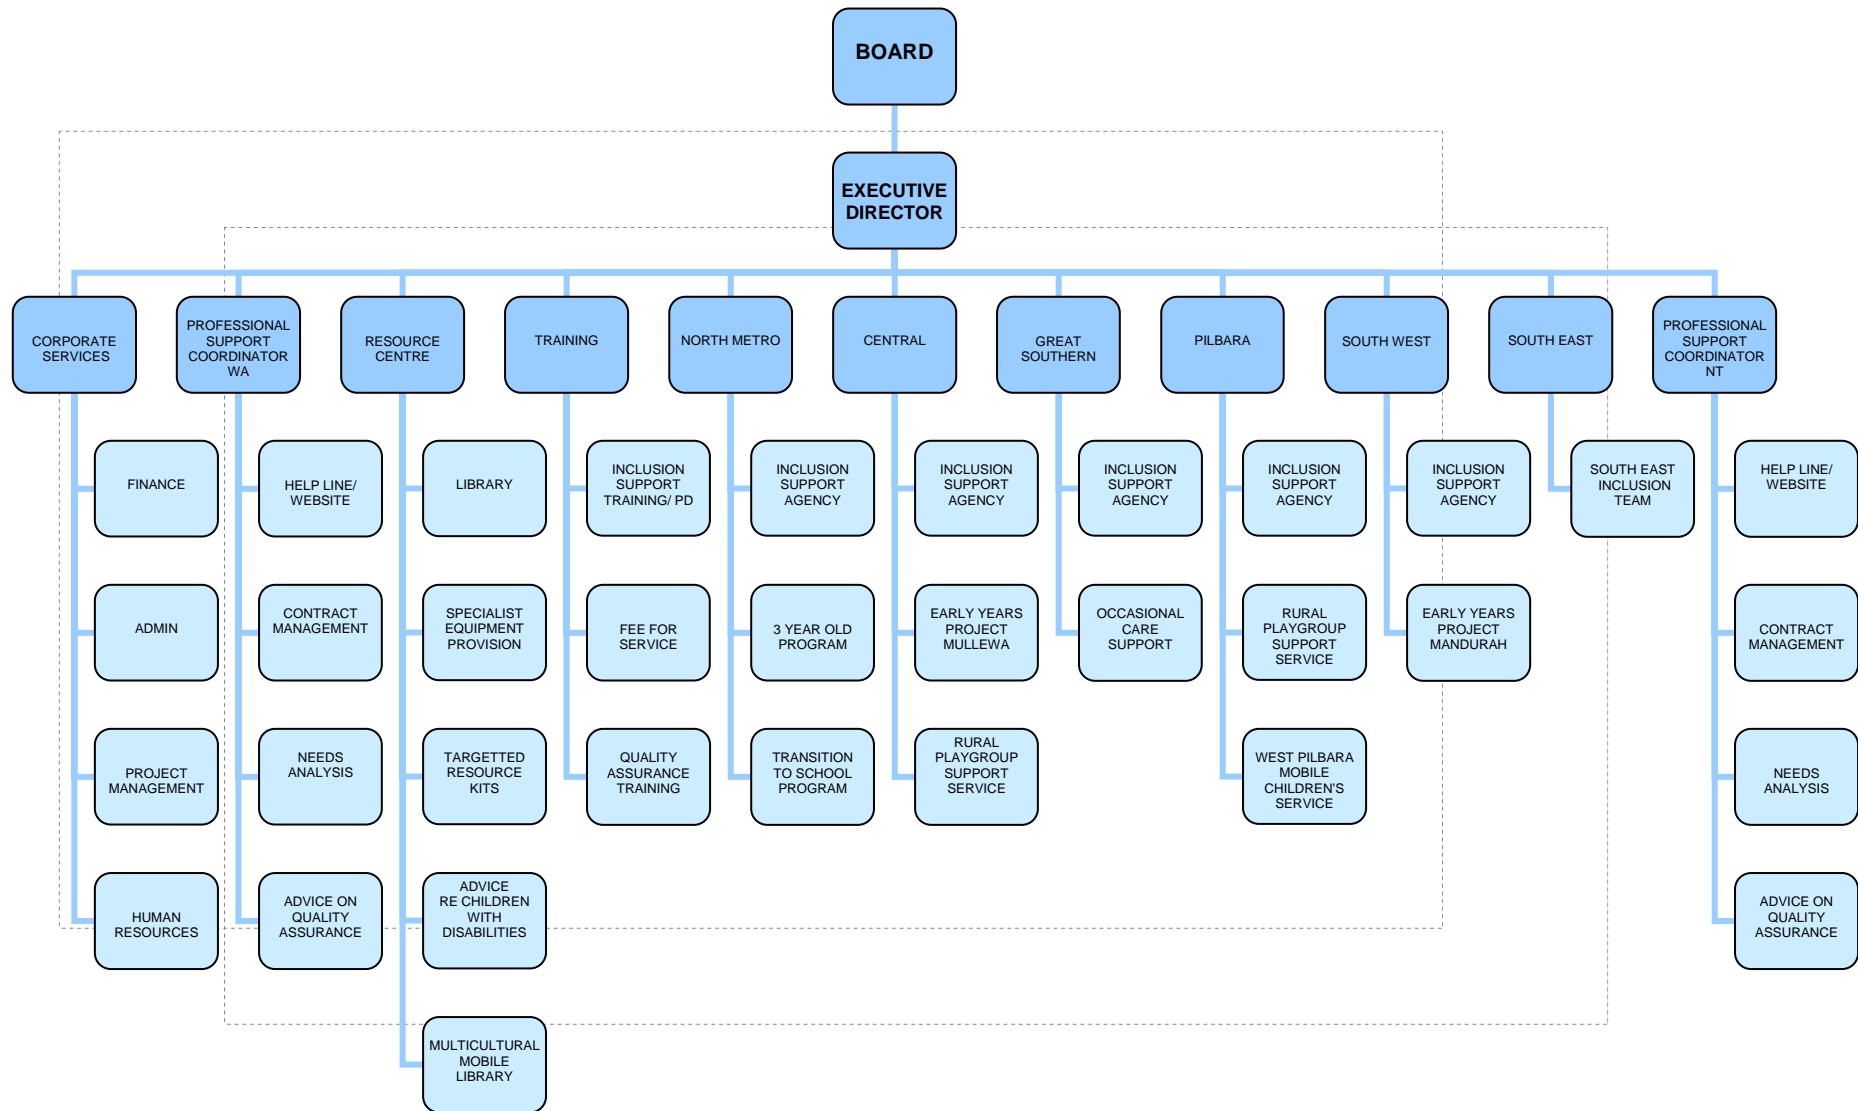 BOARD
EXECUTIVE
DIRECTOR
CORPORATE
SERVICES
PROFESSIONAL
SUPPORT
COORDINATOR
WA
RESOURCE
CENTRE
TRAINING
NORTH METRO
CENTRAL
GREAT
SOUTHERN
PILBARA
SOUTH WEST
SOUTH EAST
PROFESSIONAL
SUPPORT
COORDINATOR
NT
FINANCE
HELP LINE/
WEBSITE
LIBRARY
INCLUSION
SUPPORT
TRAINING/ PD
INCLUSION
SUPPORT
AGENCY
INCLUSION
SUPPORT
AGENCY
INCLUSION
SUPPORT
AGENCY
INCLUSION
SUPPORT
AGENCY
INCLUSION
SUPPORT
AGENCY
SOUTH EAST
INCLUSION
TEAM
HELP LINE/
WEBSITE
ADMIN
CONTRACT
MANAGEMENT
SPECIALIST
EQUIPMENT
PROVISION
FEE FOR
SERVICE
3 YEAR OLD
PROGRAM
EARLY YEARS
PROJECT
MULLEWA
OCCASIONAL
CARE
SUPPORT
RURAL
PLAYGROUP
SUPPORT
SERVICE
EARLY YEARS
PROJECT
MANDURAH
CONTRACT
MANAGEMENT
PROJECT
MANAGEMENT
NEEDS
ANALYSIS
TARGETTED
RESOURCE
KITS
QUALITY
ASSURANCE
TRAINING
TRANSITION
TO SCHOOL
PROGRAM
RURAL
PLAYGROUP
SUPPORT
SERVICE
WEST PILBARA
MOBILE
CHILDREN'S
SERVICE
NEEDS
ANALYSIS
HUMAN
RESOURCES
ADVICE ON
QUALITY
ASSURANCE
ADVICE
RE CHILDREN
WITH
DISABILITIES
ADVICE ON
QUALITY
ASSURANCE
MULTICULTURAL
MOBILE
LIBRARY